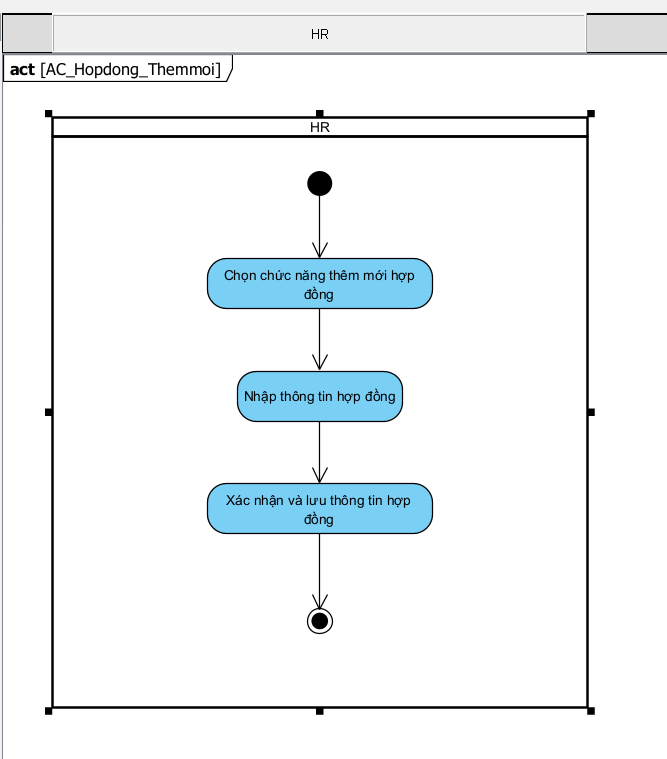 HR
act [AC_Hopdong_Themmoi]
HR
Chọn chức năng thêm mới hợp
đồng
Nhập thông tin hợp đồng
Xác nhận và lưu thông tin hợp
đồng